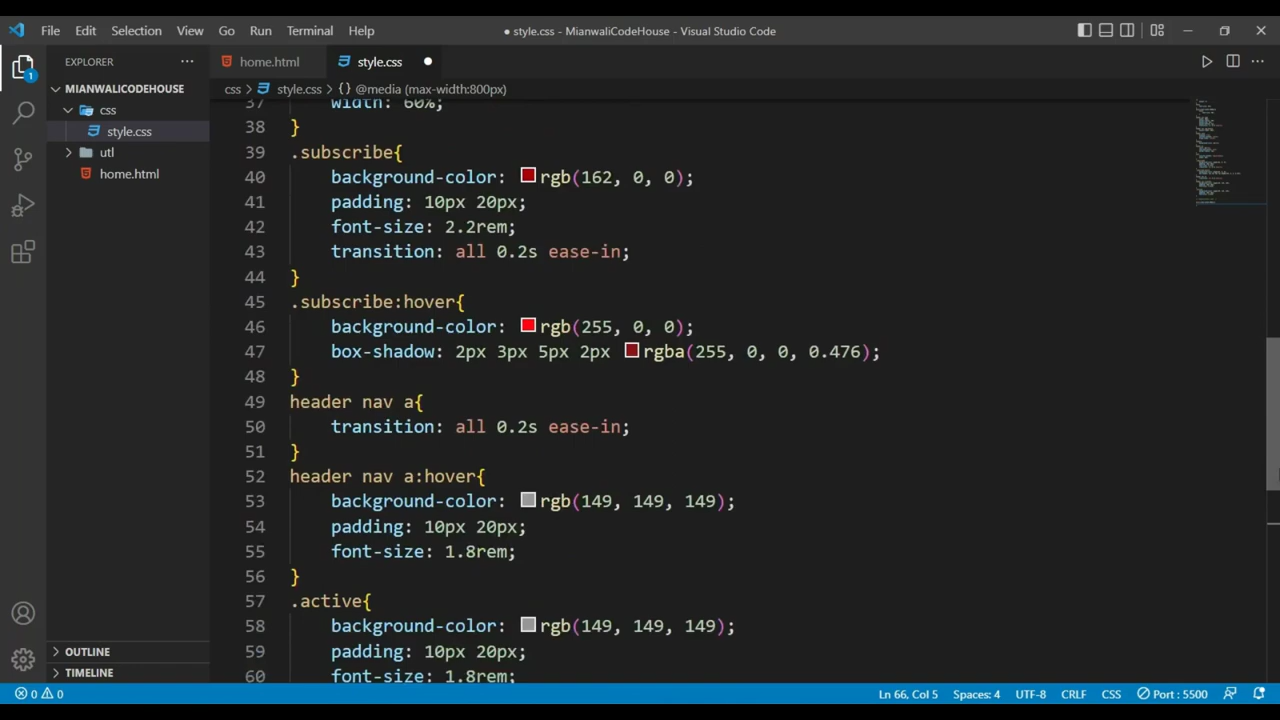 File Edit Selection View Go Run Terminal Help
● style.css - MianwaliCodeHouse - Visual Studio Code
EXPLORER
home.html
style.css
MIANWALICODEHOUSE
css > style.css > {} @media (max-width:800px)
css
style.css
utl
home.html
1
37 width: 60%;
38 }
39 .subscribe{
40 background-color: rgb(162, 0, 0);
41 padding: 10px 20px;
42 font-size: 2.2rem;
43 transition: all 0.2s ease-in;
44 }
45 .subscribe:hover{
46 background-color: rgb(255, 0, 0);
47 box-shadow: 2px 3px 5px 2px rgba(255, 0, 0, 0.476);
48 }
49 header nav a{
50 transition: all 0.2s ease-in;
51 }
52 header nav a:hover{
53 background-color: rgb(149, 149, 149);
54 padding: 10px 20px;
55 font-size: 1.8rem;
56 }
57 .active{
58 background-color: rgb(149, 149, 149);
59 padding: 10px 20px;
60 font-size: 1.8rem;
OUTLINE
TIMELINE
0 0
Ln 66, Col 5 Spaces: 4 UTF-8 CRLF CSS Port : 5500